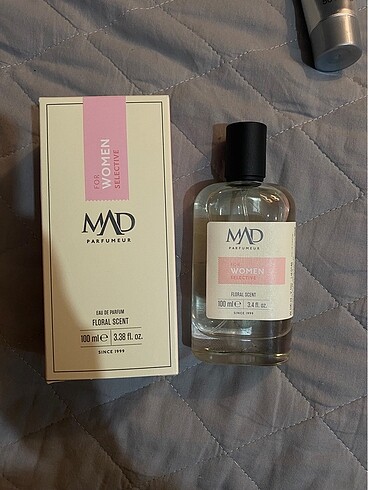 FOR
WOMEN
SELECTIVE
MAD
PARFUMEUR
EAU DE PARFUM
FLORAL SCENT
100 ml e 3.38 fl. oz.
SINCE 1999
MAD
PARFUMEUR
WOMEN
SELECTIVE
FLORAL SCENT
100 ml e 3.4 fl. oz.
SINCE 1999